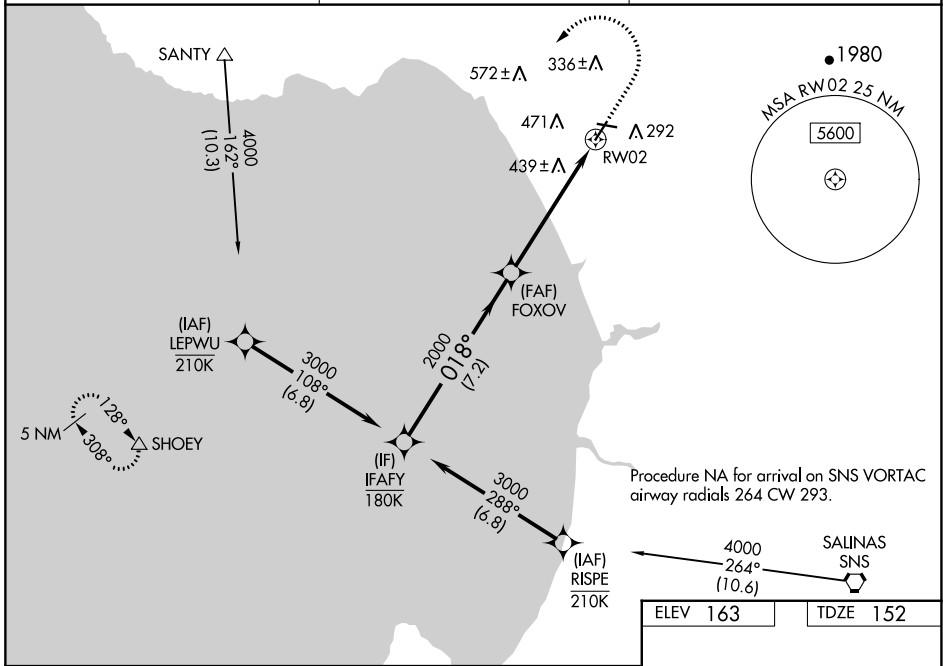 SANTY
4000
162°
(10.3)
572±
336±
471
292
439±
RW02
1980
MSA RW02 25 NM
5600
(FAF)
FOXOV
(IAF)
LEPWU
210K
3000
108°
(6.8)
2000
018°
(7.2)
5 NM
128°
308°
SHOEY
(IF)
IFAFY
180K
3000
288°
(6.8)
Procedure NA for arrival on SNS VORTAC
airway radials 264 CW 293.
(IAF)
RISPE
210K
4000
264°
(10.6)
SALINAS
SNS
ELEV 163
TDZE 152